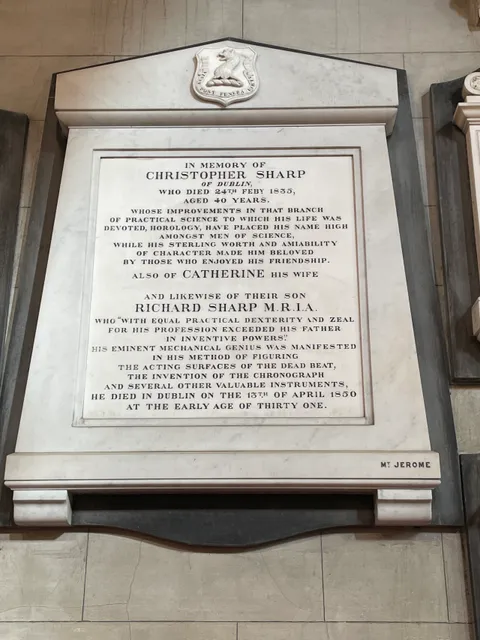 POST FUNERA
IN MEMORY OF
CHRISTOPHER SHARP
OF DUBLIN,
WHO DIED 24TH FEBY 1835,
AGED 40 YEARS.
WHOSE IMPROVEMENTS IN THAT BRANCH
OF PRACTICAL SCIENCE TO WHICH HIS LIFE WAS
DEVOTED, HOROLOGY, HAVE PLACED HIS NAME HIGH
AMONGST MEN OF SCIENCE,
WHILE HIS STERLING WORTH AND AMIABILITY
OF CHARACTER MADE HIM BELOVED
BY THOSE WHO ENJOYED HIS FRIENDSHIP.
ALSO OF CATHERINE HIS WIFE
AND LIKEWISE OF THEIR SON
RICHARD SHARP M.R.I.A.
WHO "WITH EQUAL PRACTICAL DEXTERITY AND ZEAL
FOR HIS PROFESSION EXCEEDED HIS FATHER
IN INVENTIVE POWERS".
HIS EMINENT MECHANICAL GENIUS WAS MANIFESTED
IN HIS METHOD OF FIGURING
THE ACTING SURFACES OF THE DEAD BEAT,
THE INVENTION OF THE CHRONOGRAPH
AND SEVERAL OTHER VALUABLE INSTRUMENTS,
HE DIED IN DUBLIN ON THE 13TH OF APRIL 1850
AT THE EARLY AGE OF THIRTY ONE.
MT JEROME